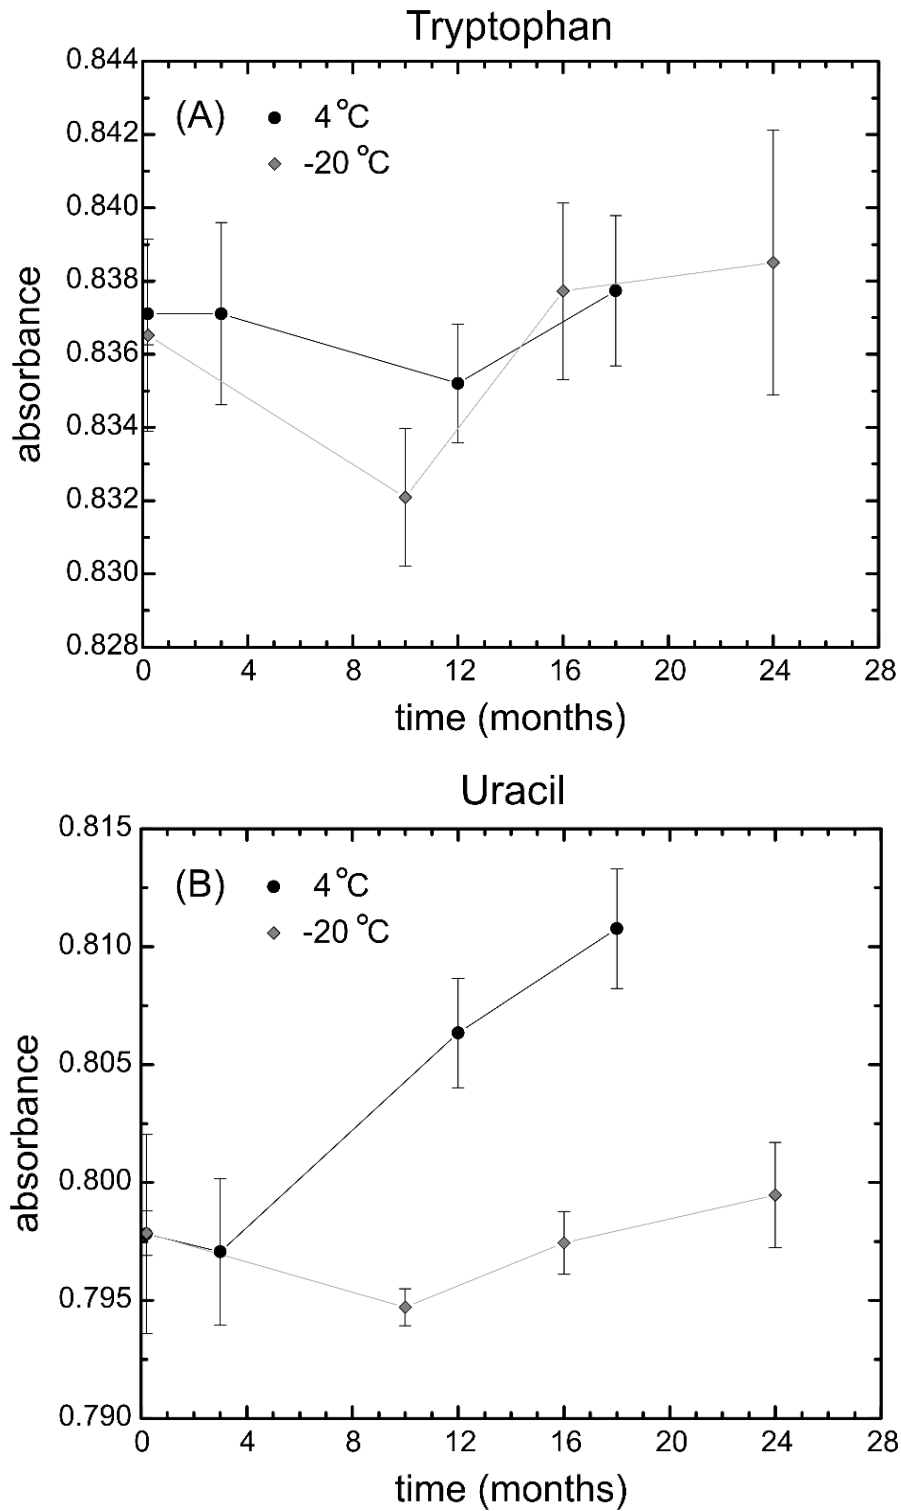 Tryptophan
0.844
0.842
0.840
0.838
0.836
0.834
0.832
0.830
0.828
absorbance
(A)
4 °C
-20 °C
0 4 8 12 16 20 24 28
time (months)
Uracil
0.815
0.810
0.805
0.800
0.795
0.790
absorbance
(B)
4 °C
-20 °C
0 4 8 12 16 20 24 28
time (months)